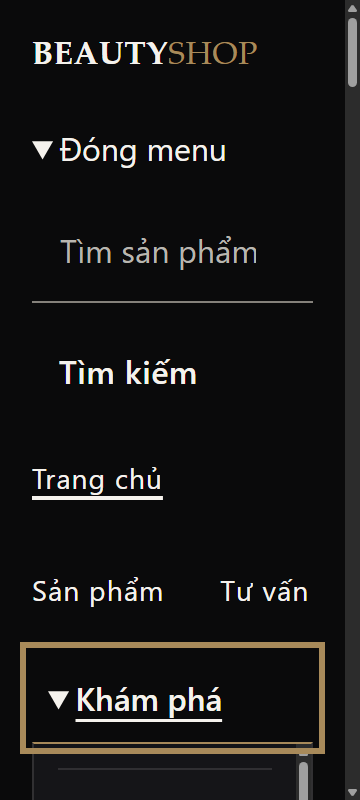 BEAUTYSHOP
Đóng menu
Tìm sản phẩm
Tìm kiếm
Trang chủ
Sản phẩm Tư vấn
Khám phá